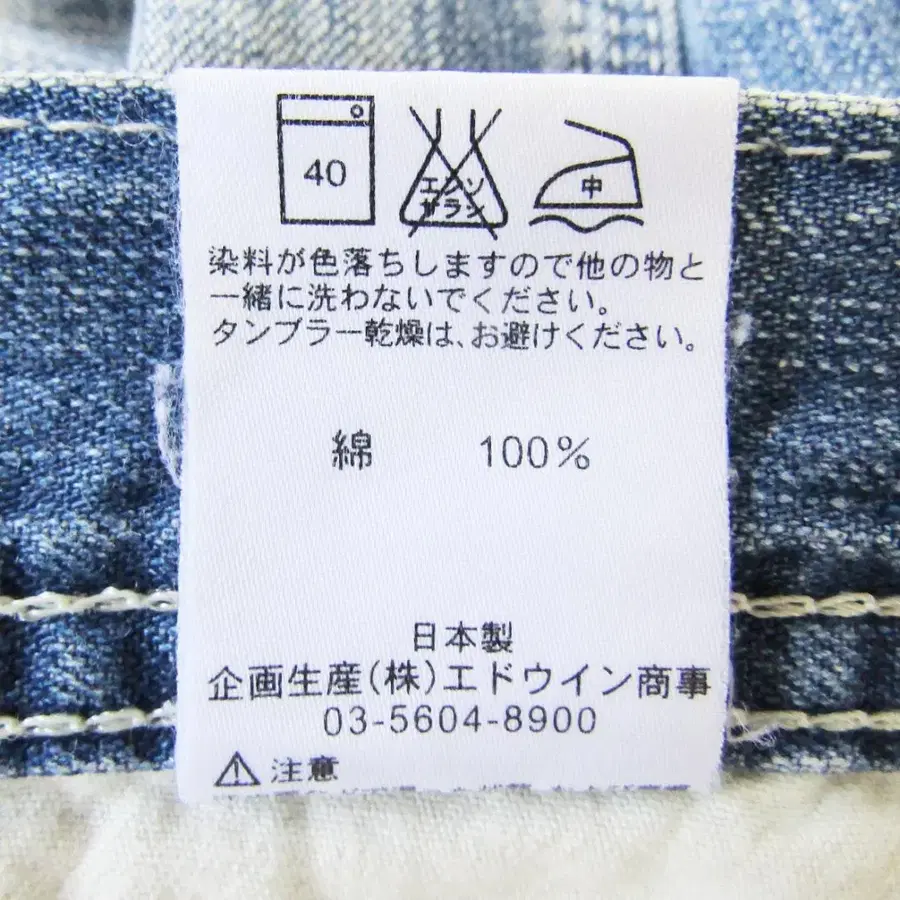 40
エンソ
サラシ
中
染料が色落ちしますので他の物と
一緒に洗わないでください。
タンブラー乾燥は、お避けください。
綿 100%
日本製
企画生産(株)エドウイン商事
03-5604-8900
⚠注意